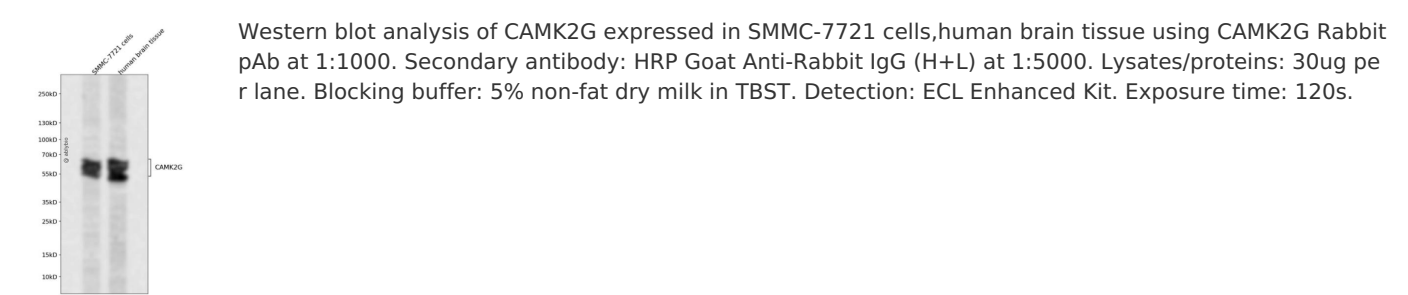 SMMC-7721 cells
human brain tissue
Western blot analysis of CAMK2G expressed in SMMC-7721 cells,human brain tissue using CAMK2G Rabbit
pAb at 1:1000. Secondary antibody: HRP Goat Anti-Rabbit IgG (H+L) at 1:5000. Lysates/proteins: 30ug pe
r lane. Blocking buffer: 5% non-fat dry milk in TBST. Detection: ECL Enhanced Kit. Exposure time: 120s.
250kD
130kD
100kD
70kD
55kD
35kD
25kD
15kD
10kD
CAMK2G